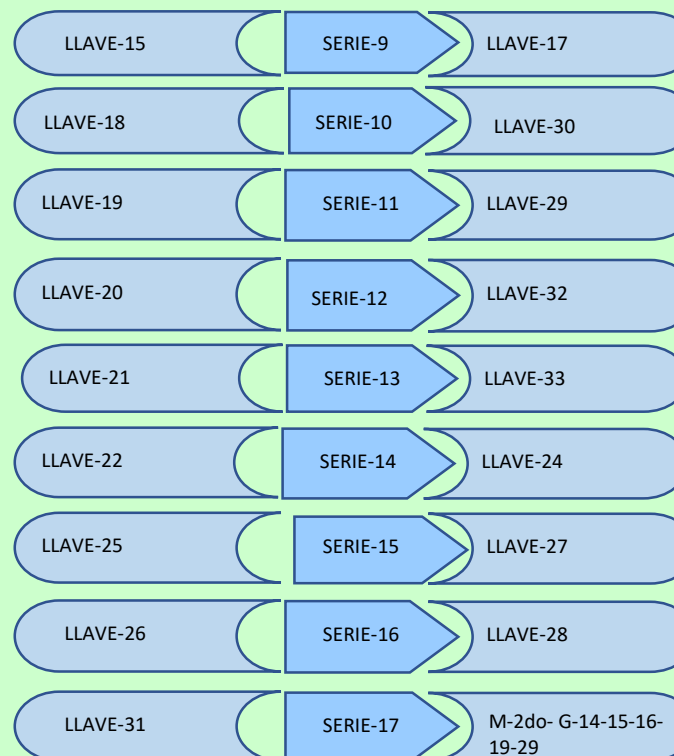 LLAVE-15 SERIE-9 LLAVE-17
LLAVE-18 SERIE-10 LLAVE-30
LLAVE-19 SERIE-11 LLAVE-29
LLAVE-20 SERIE-12 LLAVE-32
LLAVE-21 SERIE-13 LLAVE-33
LLAVE-22 SERIE-14 LLAVE-24
LLAVE-25 SERIE-15 LLAVE-27
LLAVE-26 SERIE-16 LLAVE-28
LLAVE-31 SERIE-17 M-2do- G-14-15-16-
19-29